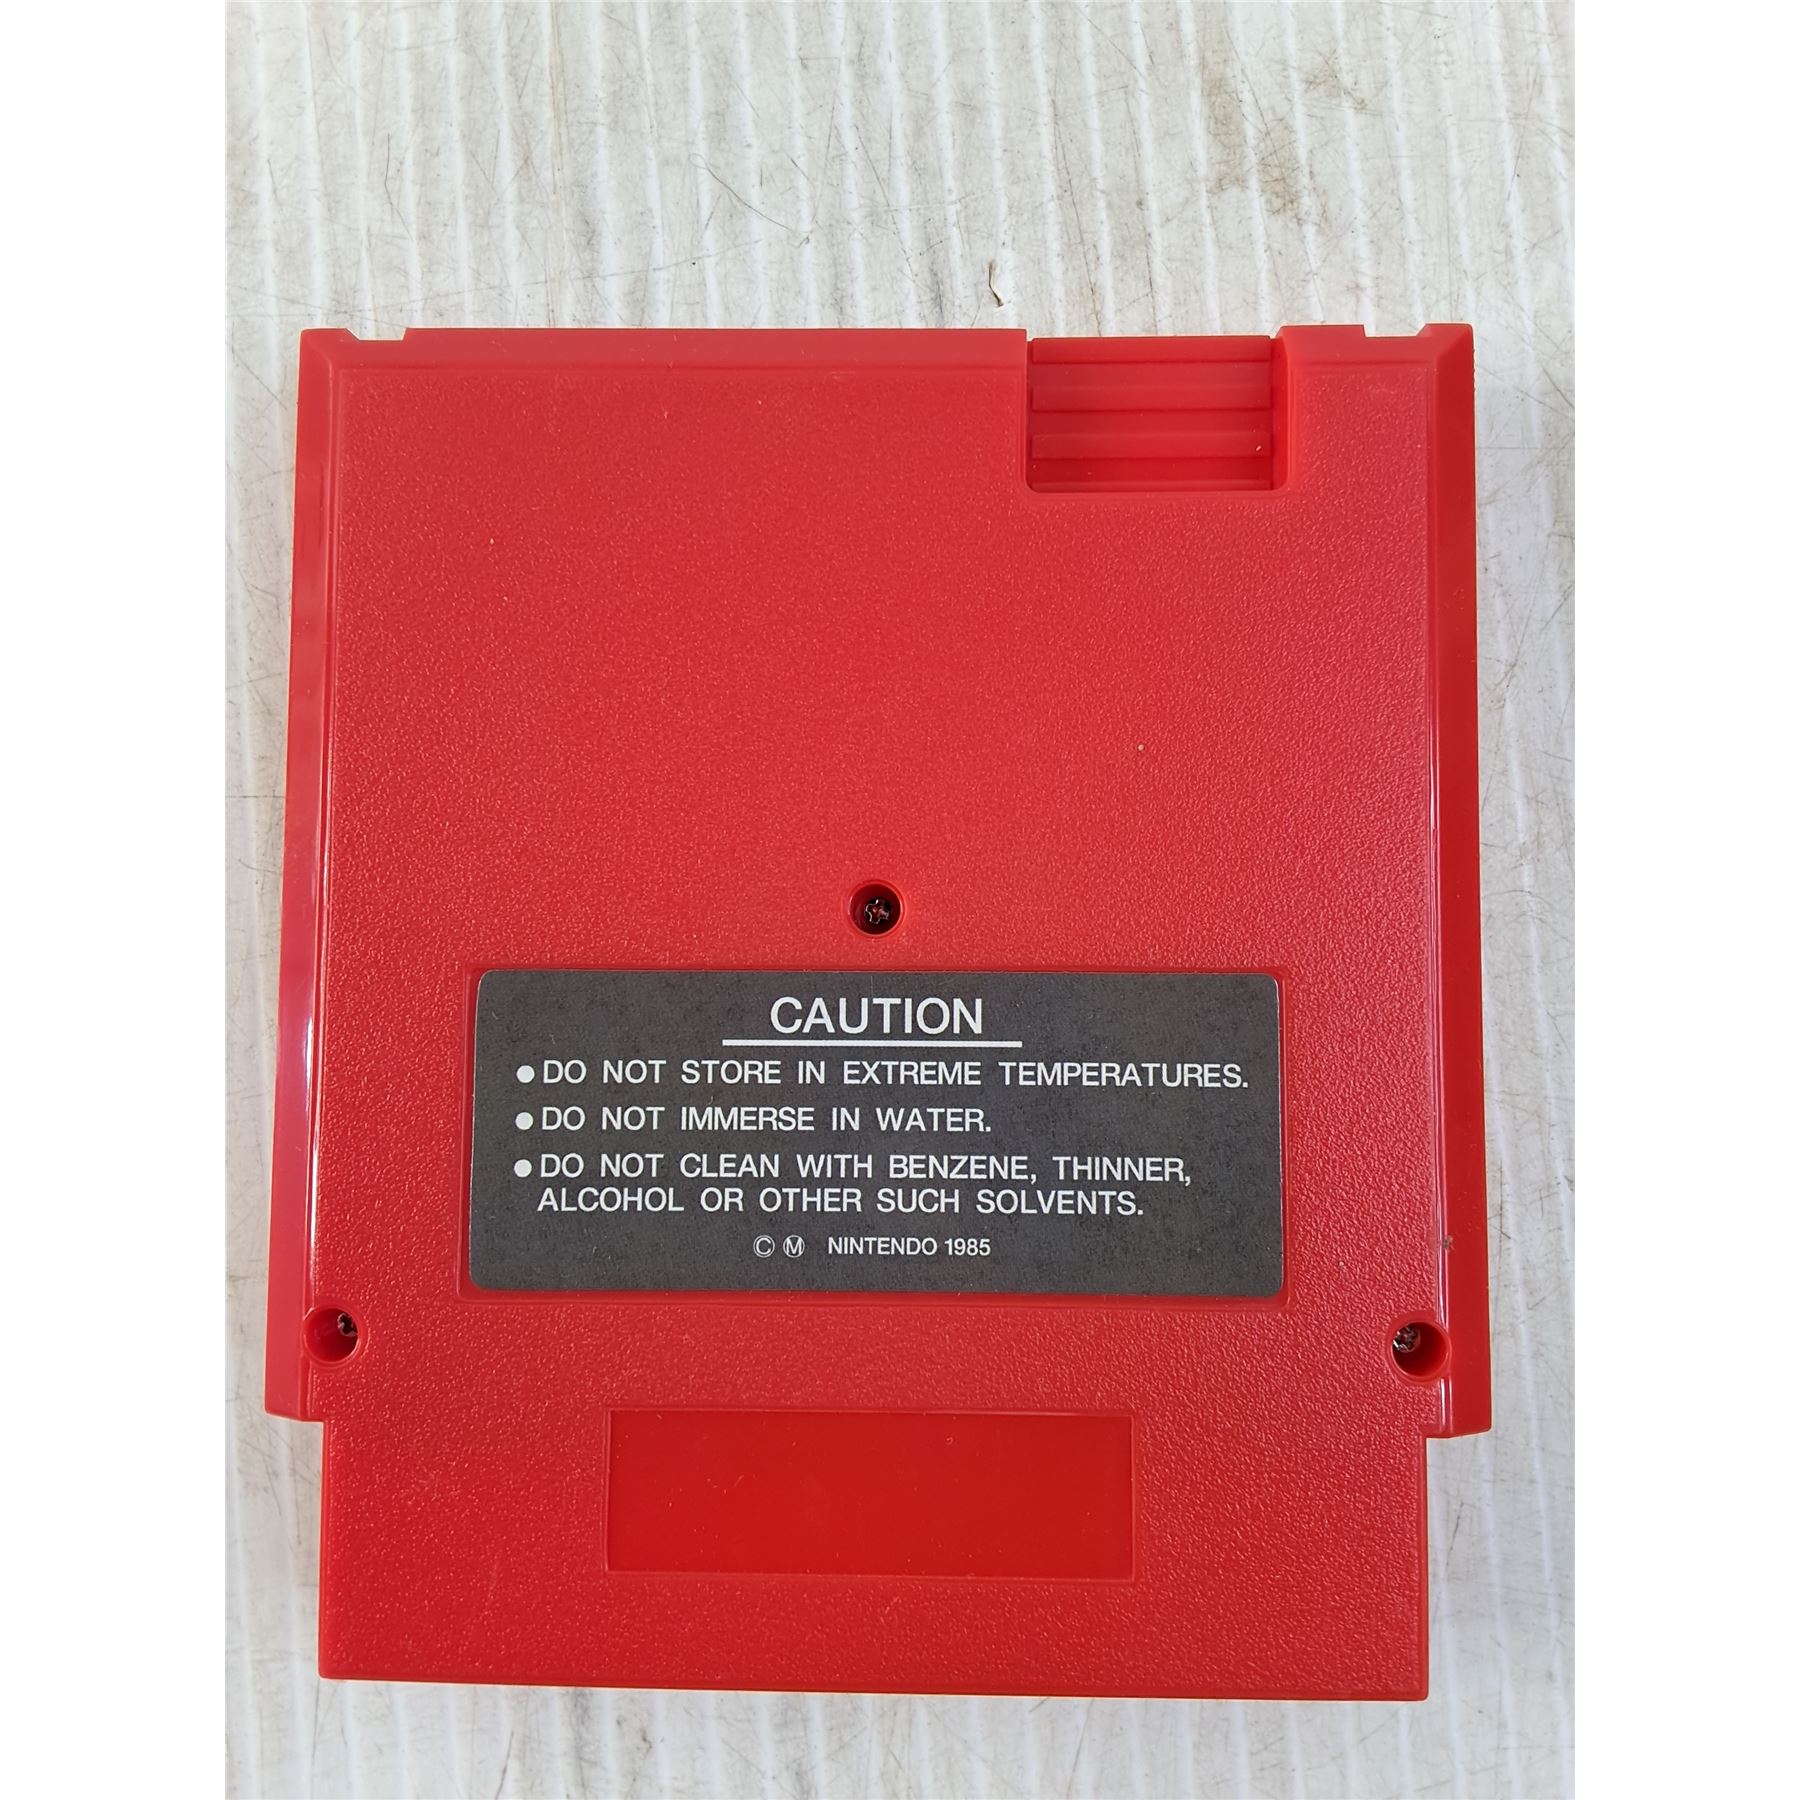 CAUTION
●DO NOT STORE IN EXTREME TEMPERATURES.
●DO NOT IMMERSE IN WATER.
●DO NOT CLEAN WITH BENZENE, THINNER,
ALCOHOL OR OTHER SUCH SOLVENTS.
Ⓒ Ⓜ NINTENDO 1985